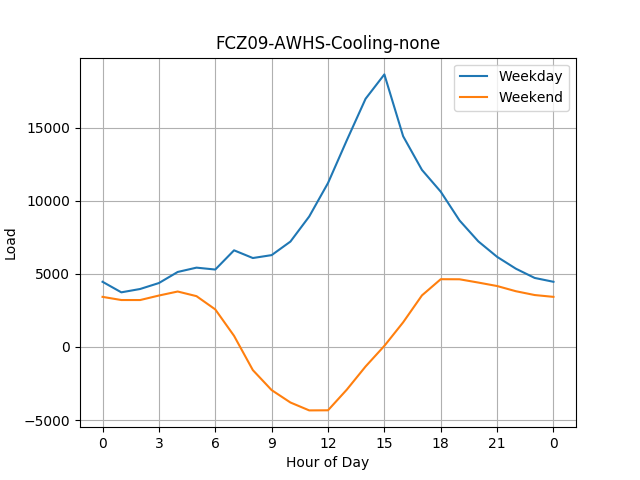 FCZ09-AWHS-Cooling-none
Weekday
Weekend
Load
15000
10000
5000
0
−5000
0 3 6 9 12 15 18 21 0
Hour of Day